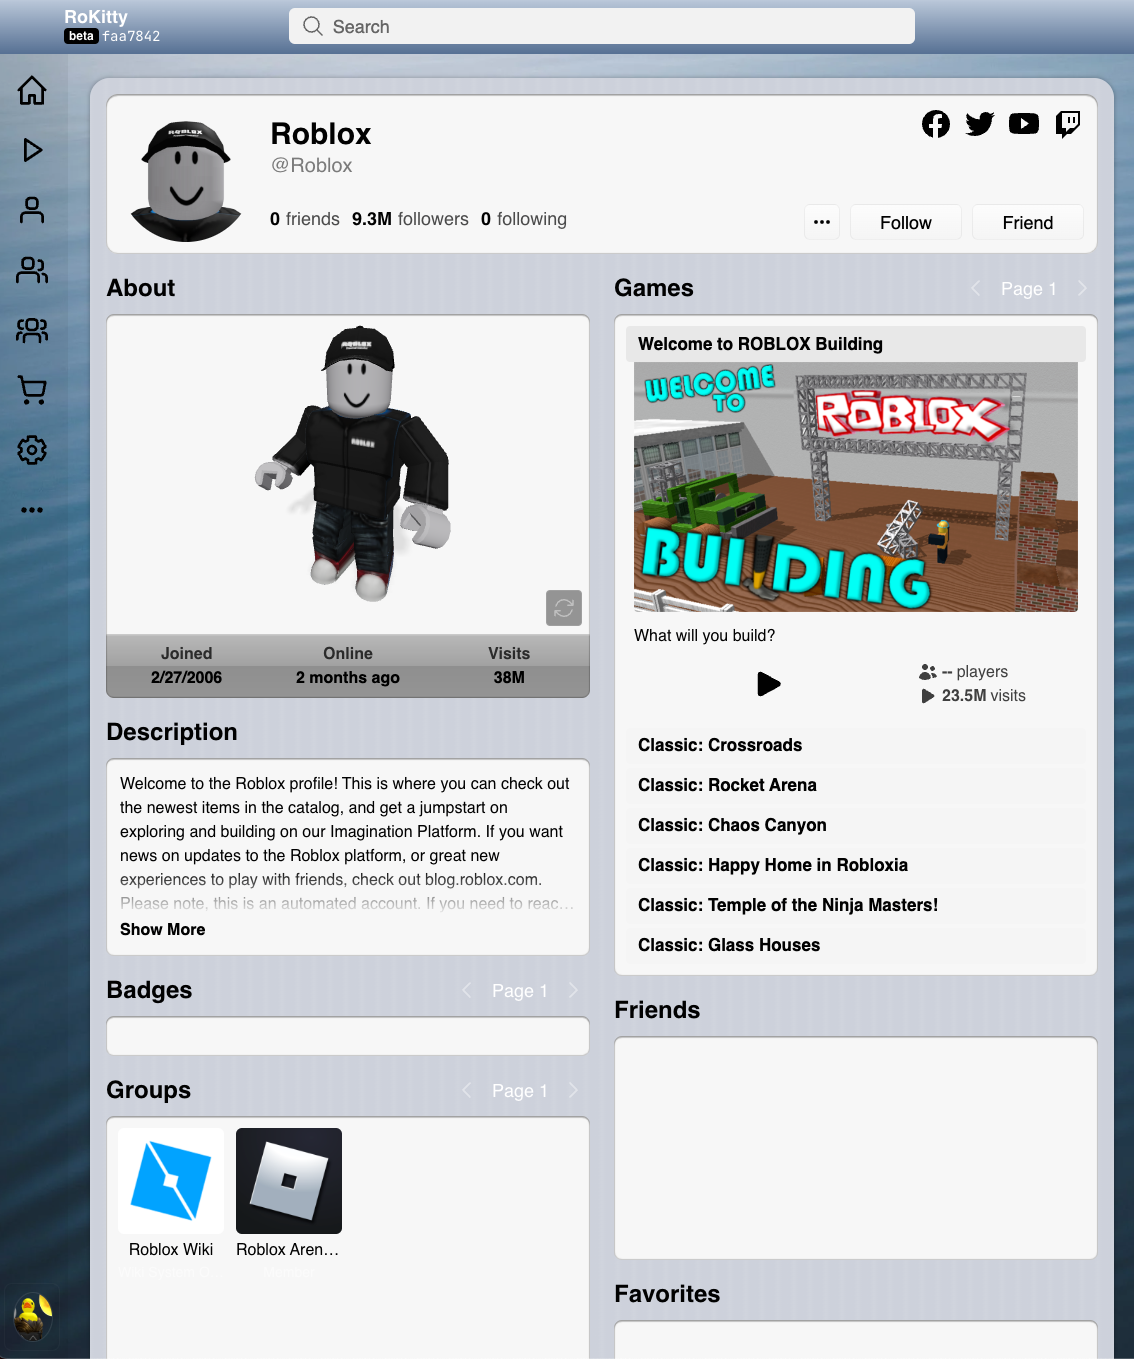 RoKitty
beta faa7842
Search
Roblox
@Roblox
0 friends 9.3M followers 0 following
Follow
Friend
About
Joined Online Visits
2/27/2006 2 months ago 38M
Description
Welcome to the Roblox profile! This is where you can check out
the newest items in the catalog, and get a jumpstart on
exploring and building on our Imagination Platform. If you want
news on updates to the Roblox platform, or great new
experiences to play with friends, check out blog.roblox.com.
Please note, this is an automated account. If you need to reac…
Show More
Badges
Page 1
Groups
Page 1
Roblox Wiki
Roblox Aren…
Member
Games
Page 1
Welcome to ROBLOX Building
WELCOME
TO
ROBLOX
BUILDING
What will you build?
-- players
23.5M visits
Classic: Crossroads
Classic: Rocket Arena
Classic: Chaos Canyon
Classic: Happy Home in Robloxia
Classic: Temple of the Ninja Masters!
Classic: Glass Houses
Friends
Favorites